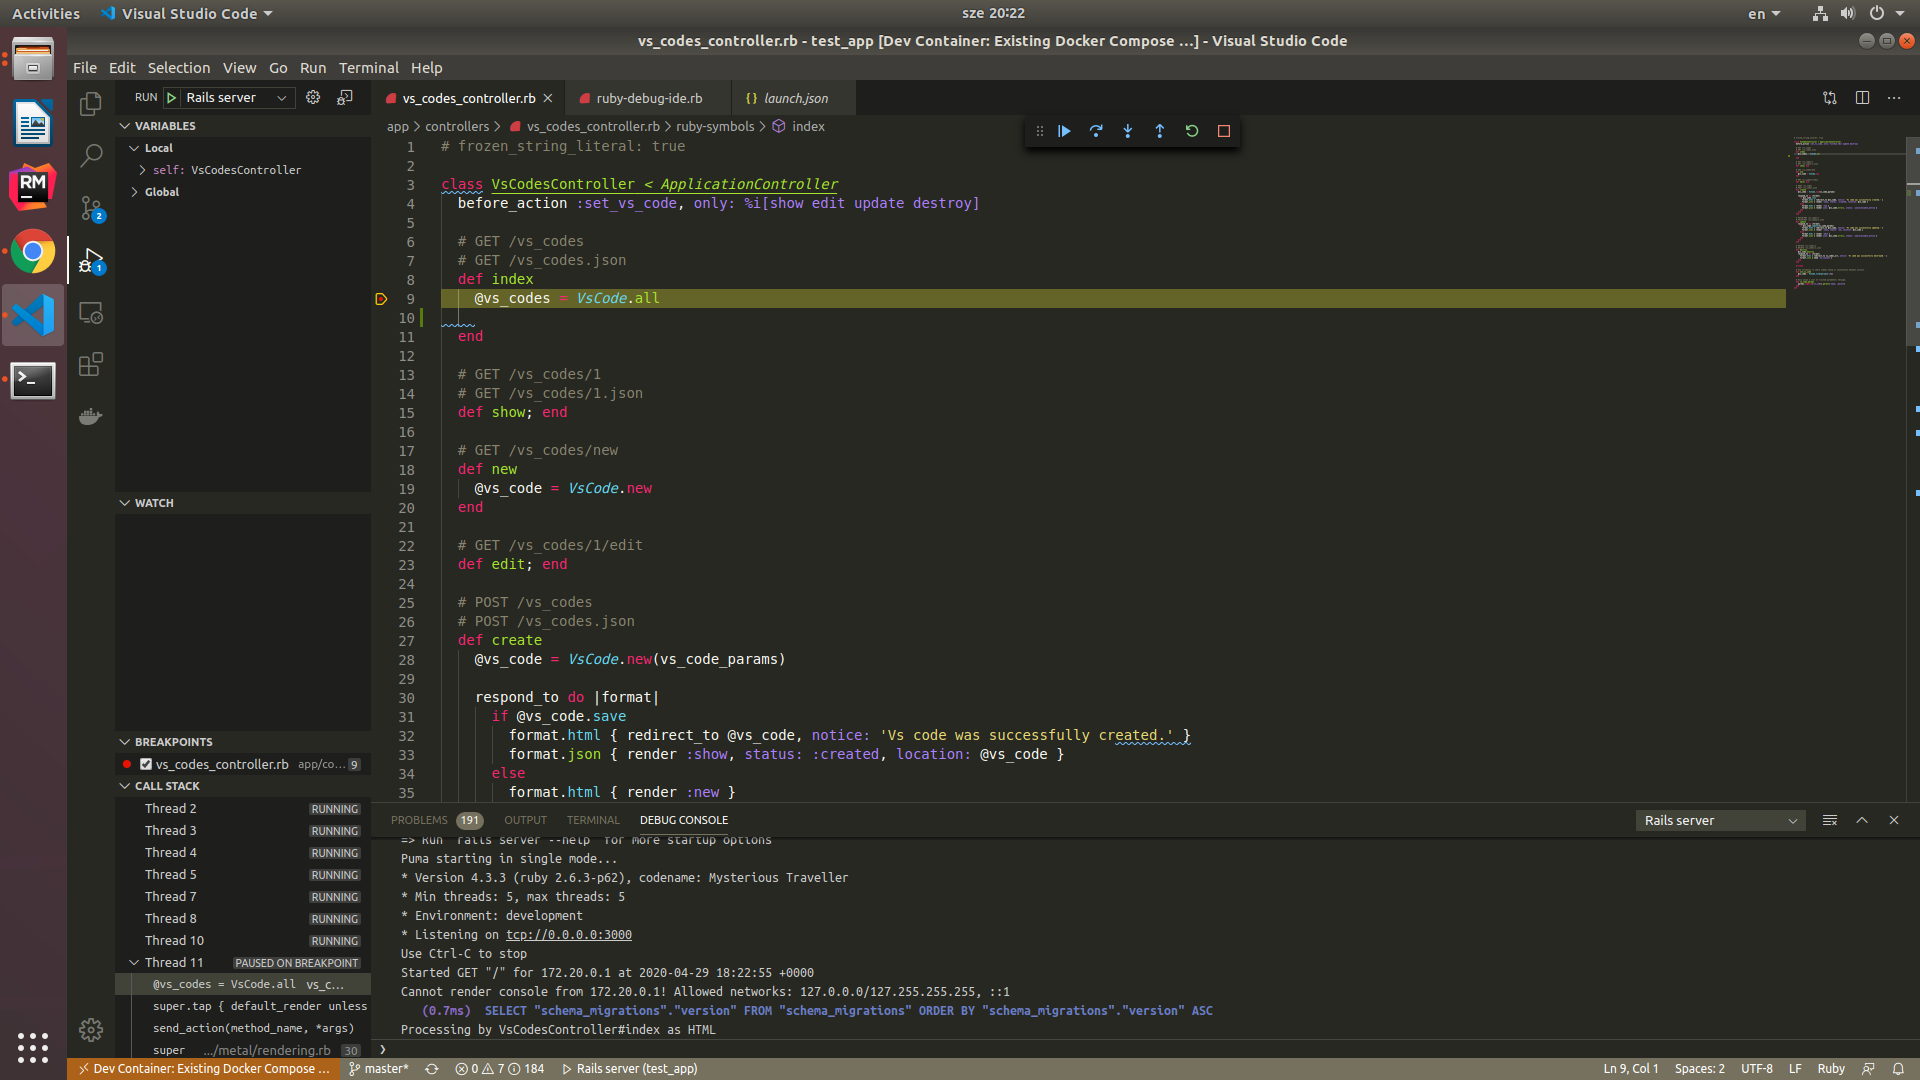 Activities Visual Studio Code sze 20:22 en
vs_codes_controller.rb - test_app [Dev Container: Existing Docker Compose ...] - Visual Studio Code
File Edit Selection View Go Run Terminal Help
RUN Rails server vs_codes_controller.rb ruby-debug-ide.rb launch.json
app > controllers > vs_codes_controller.rb > ruby-symbols > index
VARIABLES
Local
self: VsCodesController
Global
WATCH
BREAKPOINTS
vs_codes_controller.rb app/co... 9
CALL STACK
Thread 2 RUNNING
Thread 3 RUNNING
Thread 4 RUNNING
Thread 5 RUNNING
Thread 7 RUNNING
Thread 8 RUNNING
Thread 10 RUNNING
Thread 11 PAUSED ON BREAKPOINT
@vs_codes = VsCode.all vs_c...
super.tap { default_render unless
send_action(method_name, *args)
super .../metal/rendering.rb 30
2
1
RM
1 # frozen_string_literal: true
2
3 class VsCodesController < ApplicationController
4 before_action :set_vs_code, only: %i[show edit update destroy]
5
6 # GET /vs_codes
7 # GET /vs_codes.json
8 def index
9 @vs_codes = VsCode.all
10
11 end
12
13 # GET /vs_codes/1
14 # GET /vs_codes/1.json
15 def show; end
16
17 # GET /vs_codes/new
18 def new
19 @vs_code = VsCode.new
20 end
21
22 # GET /vs_codes/1/edit
23 def edit; end
24
25 # POST /vs_codes
26 # POST /vs_codes.json
27 def create
28 @vs_code = VsCode.new(vs_code_params)
29
30 respond_to do |format|
31 if @vs_code.save
32 format.html { redirect_to @vs_code, notice: 'Vs code was successfully created.' }
33 format.json { render :show, status: :created, location: @vs_code }
34 else
35 format.html { render :new }
PROBLEMS 191 OUTPUT TERMINAL DEBUG CONSOLE Rails server
=> Run `rails server --help` for more startup options
Puma starting in single mode...
* Version 4.3.3 (ruby 2.6.3-p62), codename: Mysterious Traveller
* Min threads: 5, max threads: 5
* Environment: development
* Listening on tcp://0.0.0.0:3000
Use Ctrl-C to stop
Started GET "/" for 172.20.0.1 at 2020-04-29 18:22:55 +0000
Cannot render console from 172.20.0.1! Allowed networks: 127.0.0.0/127.255.255.255, ::1
(0.7ms) SELECT "schema_migrations"."version" FROM "schema_migrations" ORDER BY "schema_migrations"."version" ASC
Processing by VsCodesController#index as HTML
Dev Container: Existing Docker Compose ... master* 0 7 184 Rails server (test_app) Ln 9, Col 1 Spaces: 2 UTF-8 LF Ruby